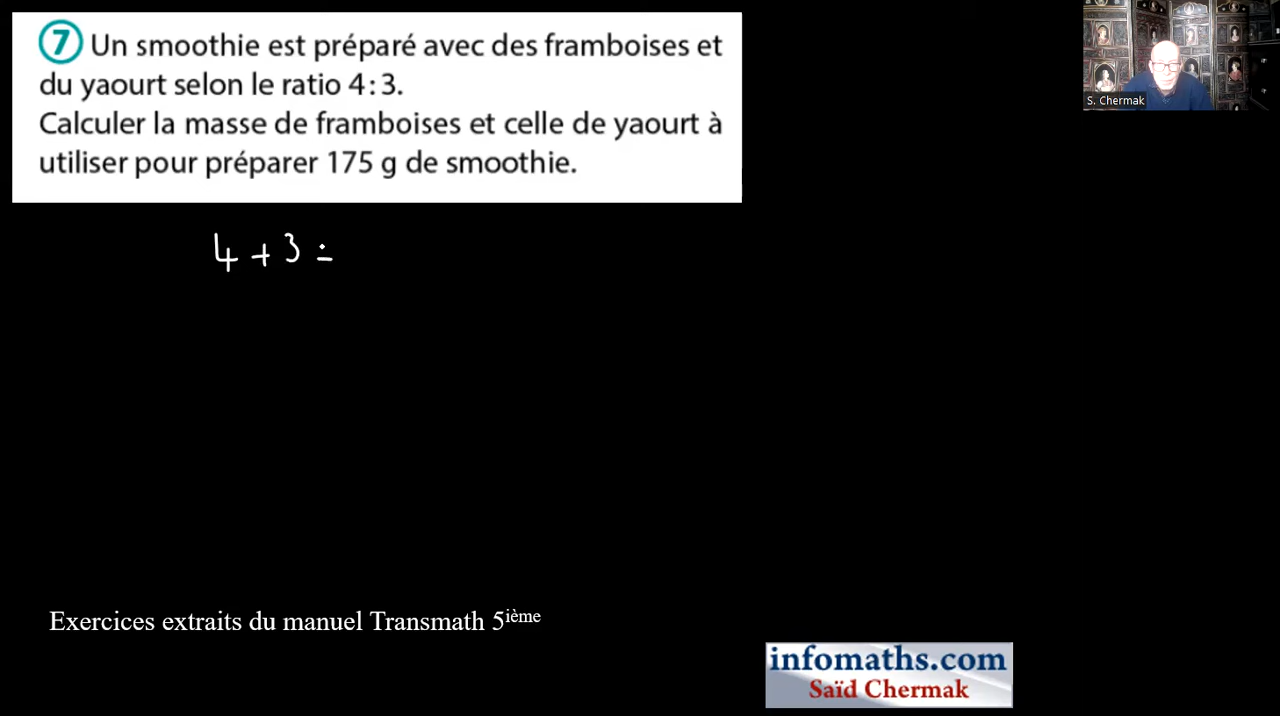 7 Un smoothie est préparé avec des framboises et
du yaourt selon le ratio 4 : 3.
Calculer la masse de framboises et celle de yaourt à
utiliser pour préparer 175 g de smoothie.
S. Chermak
4 + 3 =
Exercices extraits du manuel Transmath 5ième
infomaths.com
Saïd Chermak